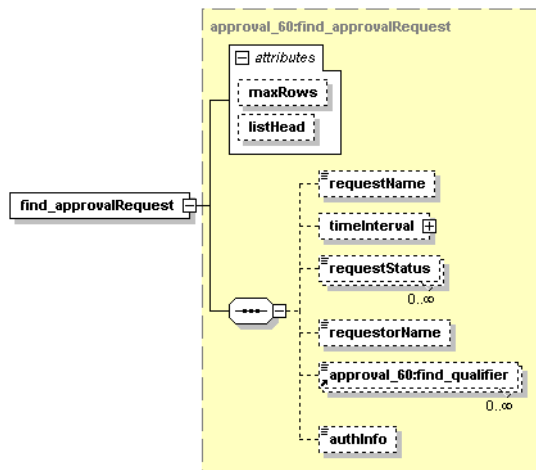 approval_60:find_approvalRequest
attributes
maxRows
listHead
find_approvalRequest
requestName
timeInterval
requestStatus
0..∞
requestorName
approval_60:find_qualifier
0..∞
authInfo